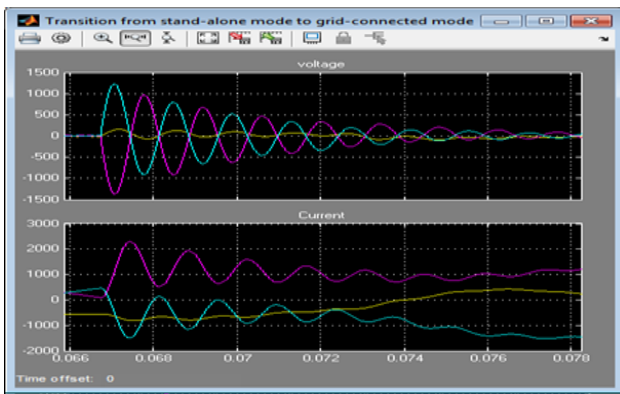 Transition from stand-alone mode to grid-connected mode
voltage
1500
1000
500
0
-500
-1000
-1500
Current
3000
2000
1000
0
-1000
-2000
0.066 0.068 0.07 0.072 0.074 0.076 0.078
Time offset: 0